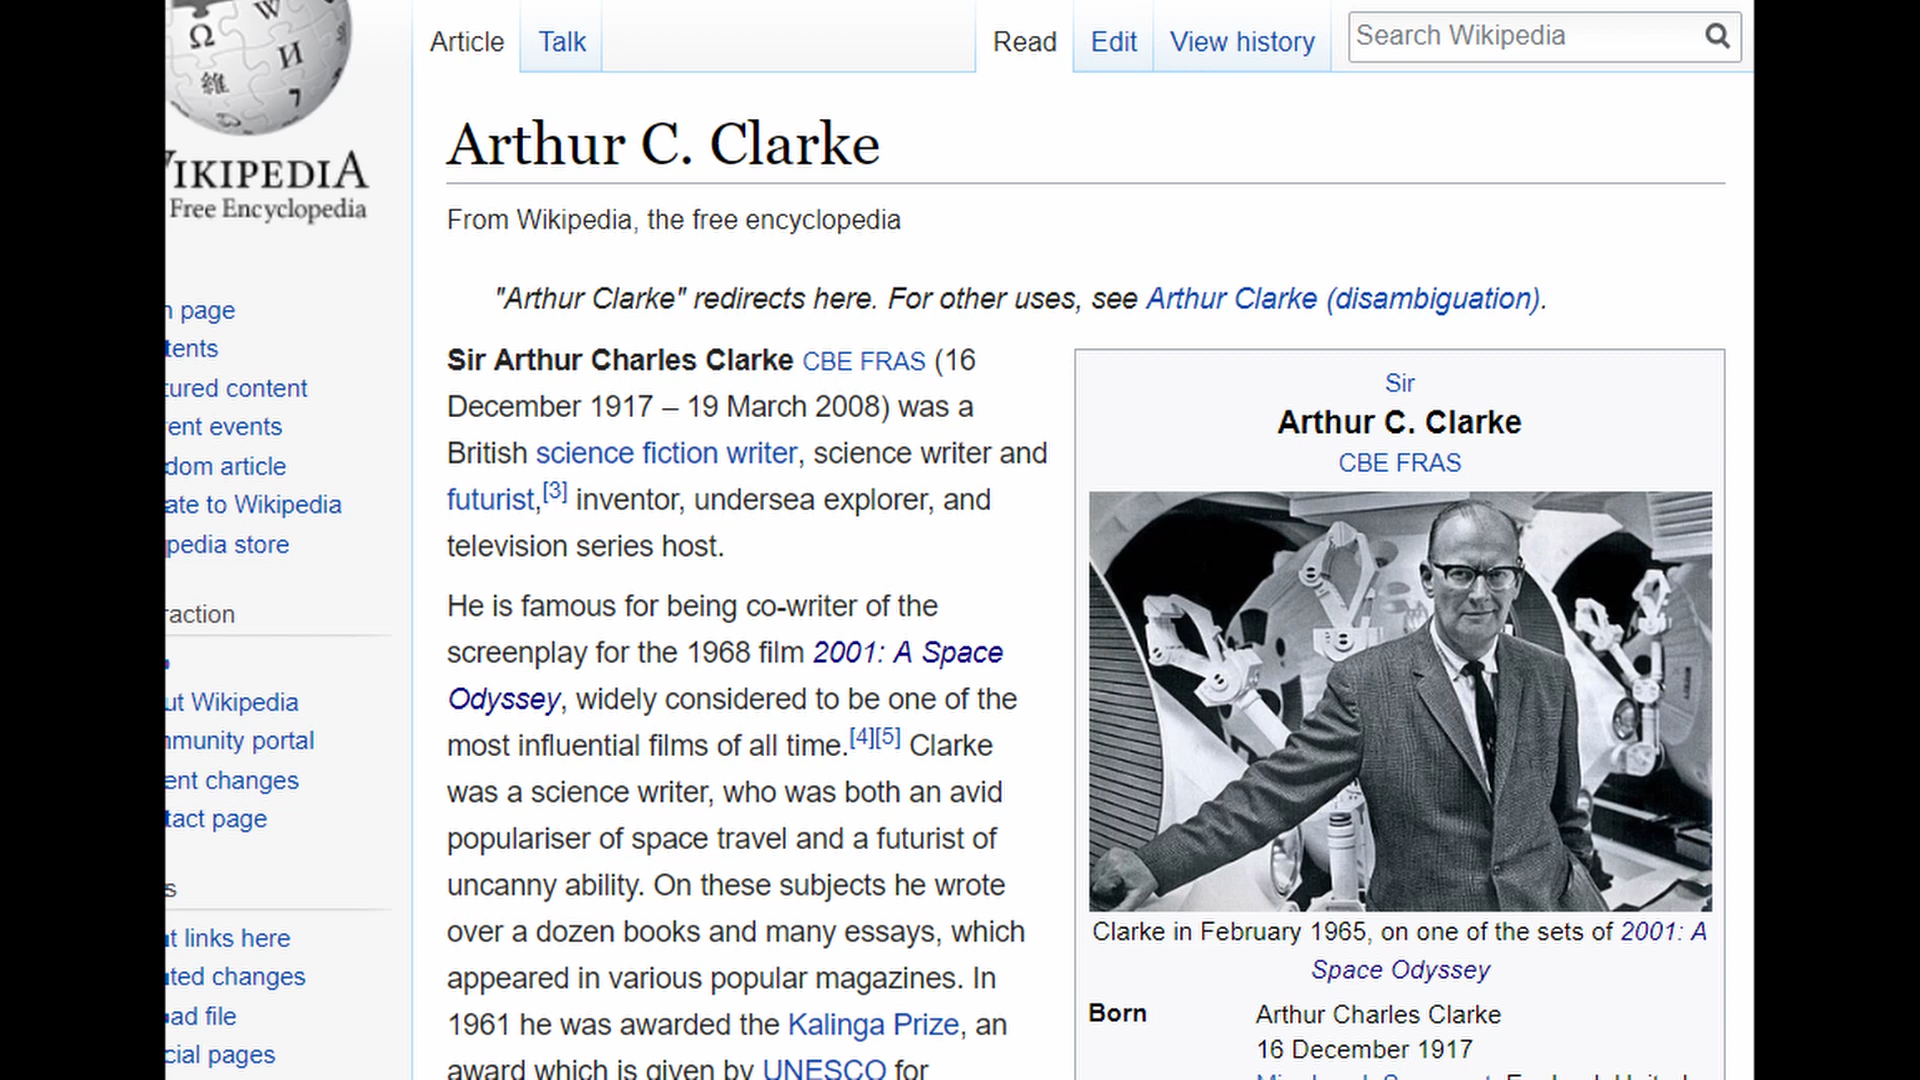 Ω
W
И
維
7
WIKIPEDIA
Free Encyclopedia
n page
tents
tured content
rent events
dom article
ate to Wikipedia
pedia store
raction
ut Wikipedia
mmunity portal
ent changes
tact page
s
t links here
ted changes
oad file
cial pages
Article Talk Read Edit View history Search Wikipedia
Arthur C. Clarke
From Wikipedia, the free encyclopedia
"Arthur Clarke" redirects here. For other uses, see Arthur Clarke (disambiguation).
Sir Arthur Charles Clarke CBE FRAS (16
December 1917 – 19 March 2008) was a
British science fiction writer, science writer and
futurist,[3] inventor, undersea explorer, and
television series host.
He is famous for being co-writer of the
screenplay for the 1968 film 2001: A Space
Odyssey, widely considered to be one of the
most influential films of all time.[4][5] Clarke
was a science writer, who was both an avid
populariser of space travel and a futurist of
uncanny ability. On these subjects he wrote
over a dozen books and many essays, which
appeared in various popular magazines. In
1961 he was awarded the Kalinga Prize, an
award which is given by UNESCO for
Sir
Arthur C. Clarke
CBE FRAS
Clarke in February 1965, on one of the sets of 2001: A
Space Odyssey
Born Arthur Charles Clarke
16 December 1917